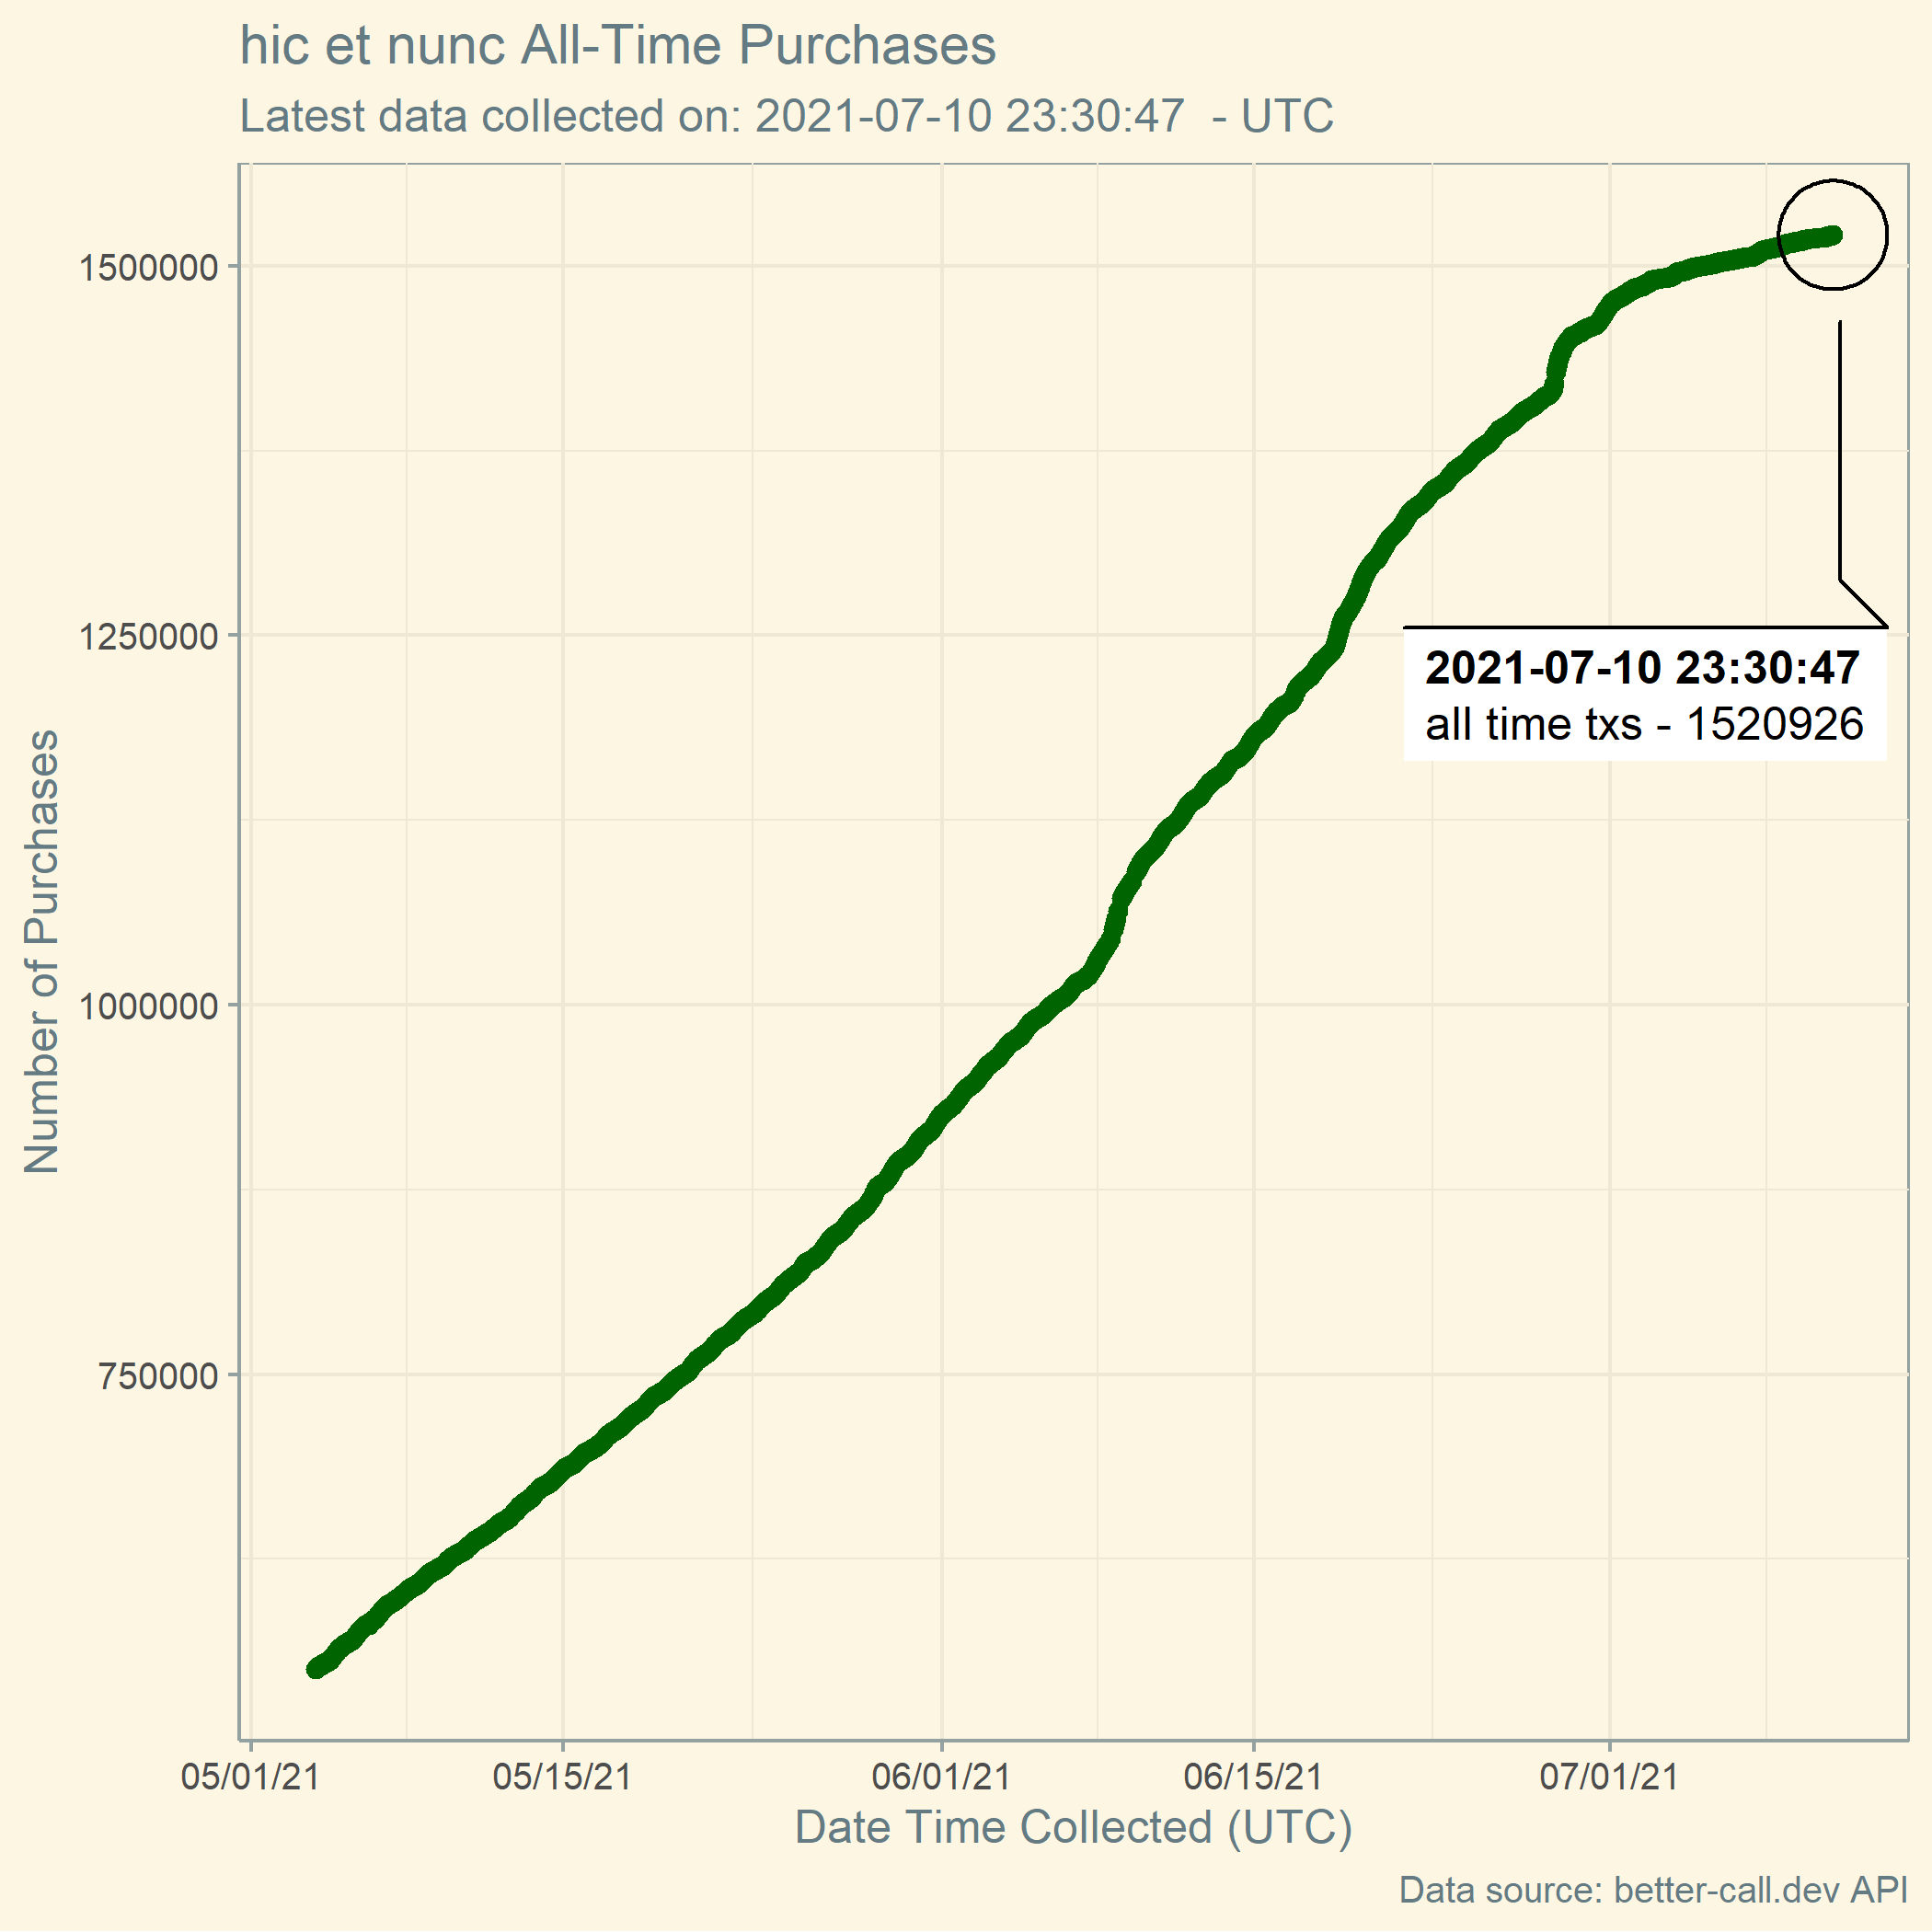 hic et nunc All-Time Purchases
Latest data collected on: 2021-07-10 23:30:47  - UTC
Number of Purchases
1500000
1250000
1000000
750000
2021-07-10 23:30:47
all time txs - 1520926
05/01/21 05/15/21 06/01/21 06/15/21 07/01/21
Date Time Collected (UTC)
Data source: better-call.dev API